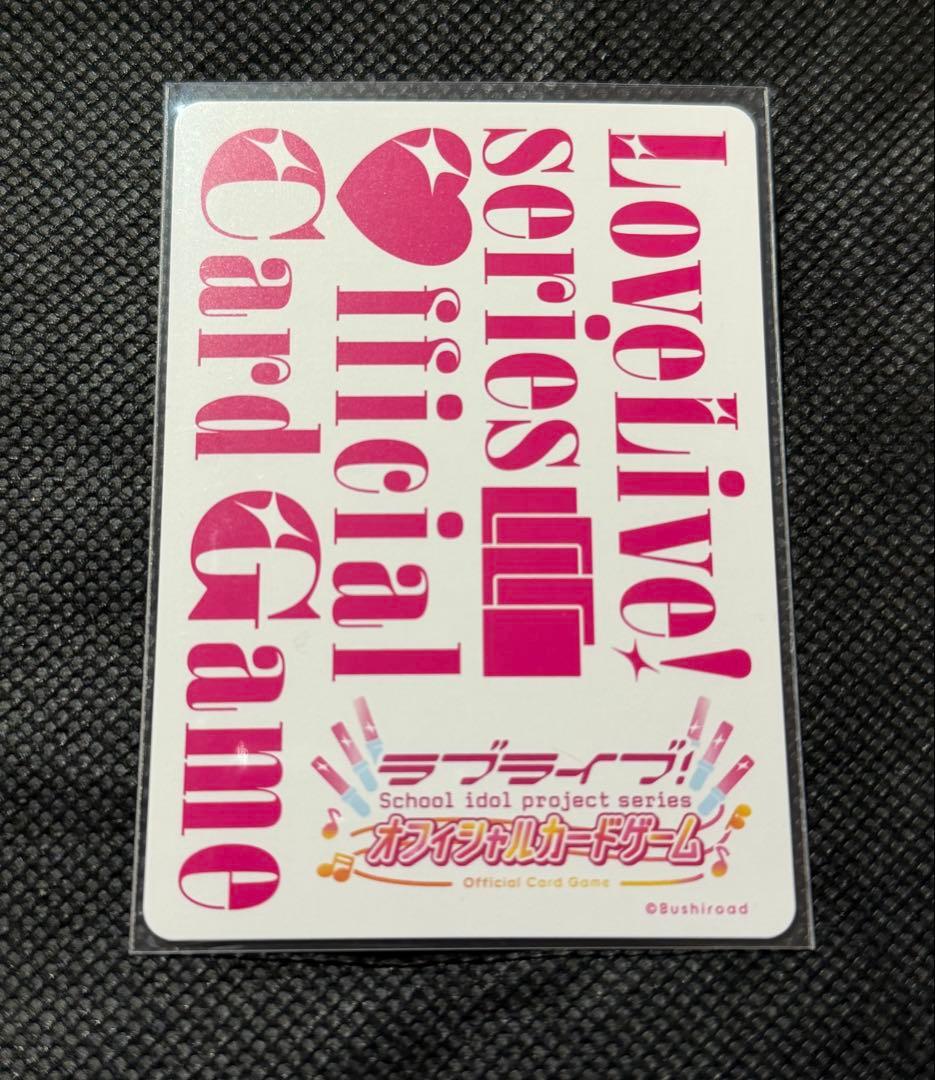 LoveLive!
series
Official
Card Game
ラブライブ!
School idol project series
オフィシャルカードゲーム
Official Card Game
©Bushiroad